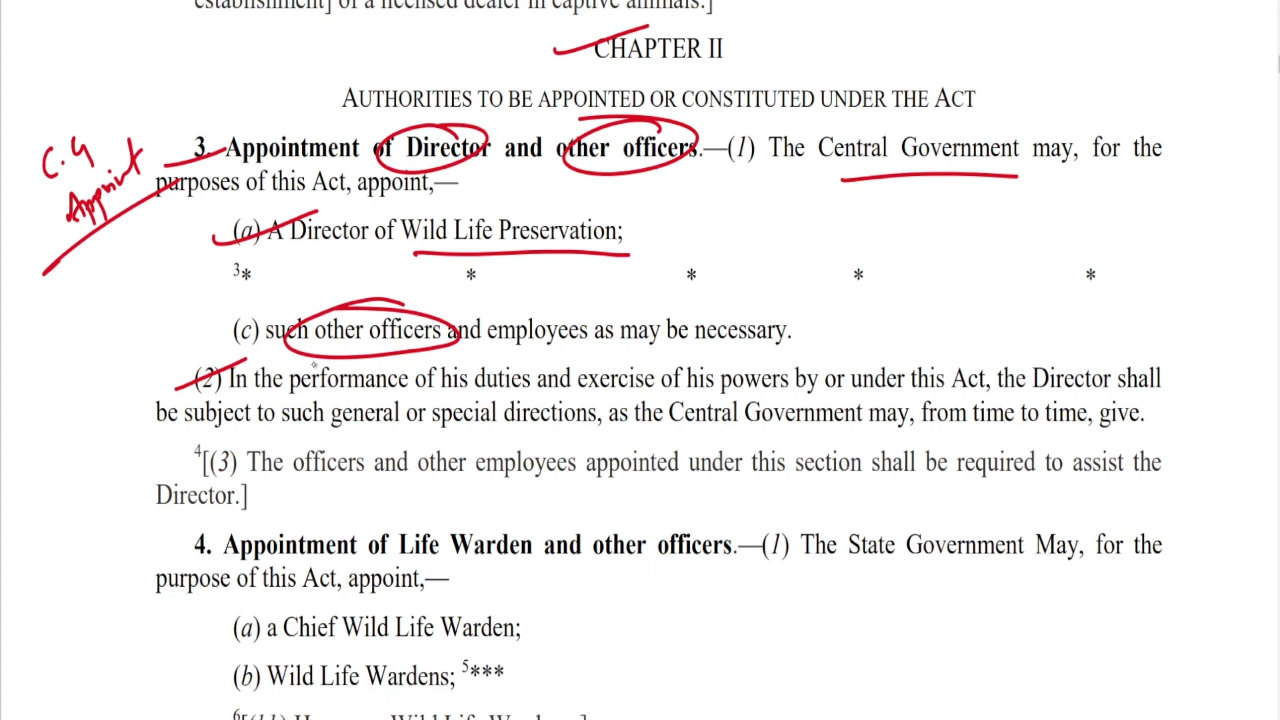 establishment] of a licensed dealer in captive animals.]
CHAPTER II
AUTHORITIES TO BE APPOINTED OR CONSTITUTED UNDER THE ACT
3. Appointment of Director and other officers.—(1) The Central Government may, for the
purposes of this Act, appoint,—
C.G
Appoint
(a) A Director of Wild Life Preservation;
3* * * * *
(c) such other officers and employees as may be necessary.
(2) In the performance of his duties and exercise of his powers by or under this Act, the Director shall
be subject to such general or special directions, as the Central Government may, from time to time, give.
4[(3) The officers and other employees appointed under this section shall be required to assist the
Director.]
4. Appointment of Life Warden and other officers.—(1) The State Government May, for the
purpose of this Act, appoint,—
(a) a Chief Wild Life Warden;
(b) Wild Life Wardens; 5***